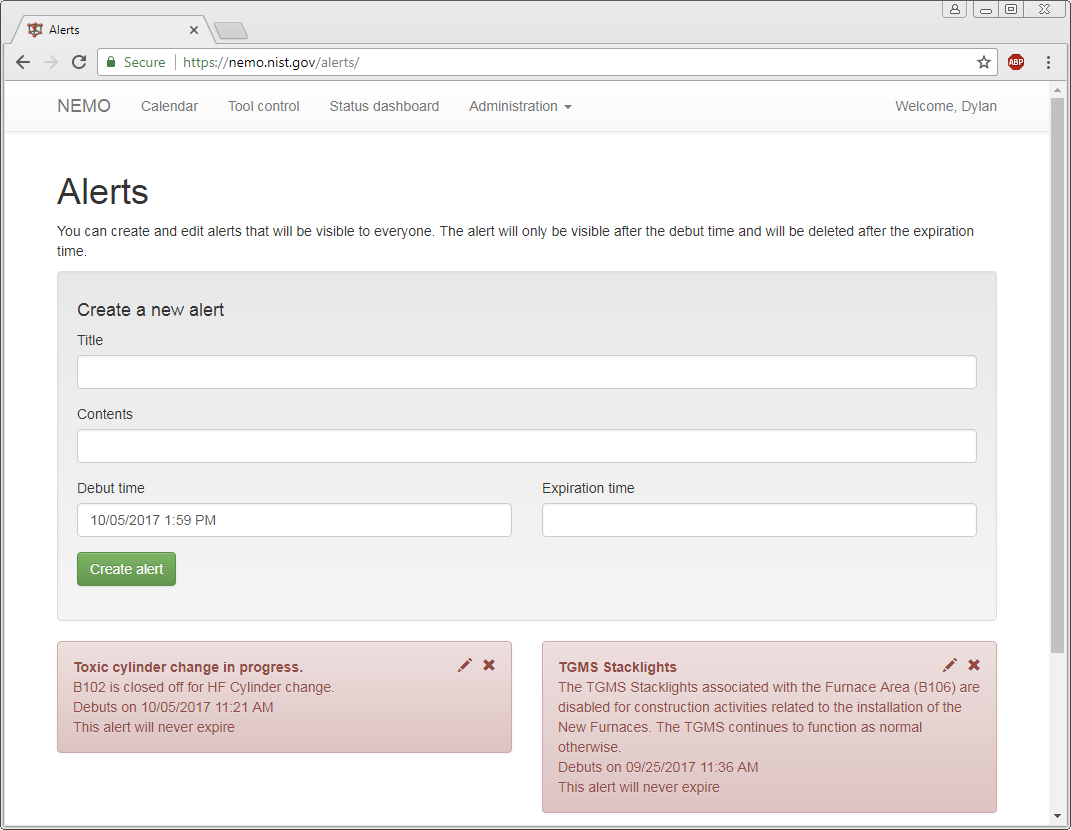 Alerts
Secure https://nemo.nist.gov/alerts/
ABP
NEMO Calendar Tool control Status dashboard Administration Welcome, Dylan
Alerts
You can create and edit alerts that will be visible to everyone. The alert will only be visible after the debut time and will be deleted after the expiration
time.
Create a new alert
Title
Contents
Debut time
Expiration time
10/05/2017 1:59 PM
Create alert
Toxic cylinder change in progress.
B102 is closed off for HF Cylinder change.
Debuts on 10/05/2017 11:21 AM
This alert will never expire
TGMS Stacklights
The TGMS Stacklights associated with the Furnace Area (B106) are
disabled for construction activities related to the installation of the
New Furnaces. The TGMS continues to function as normal
otherwise.
Debuts on 09/25/2017 11:36 AM
This alert will never expire